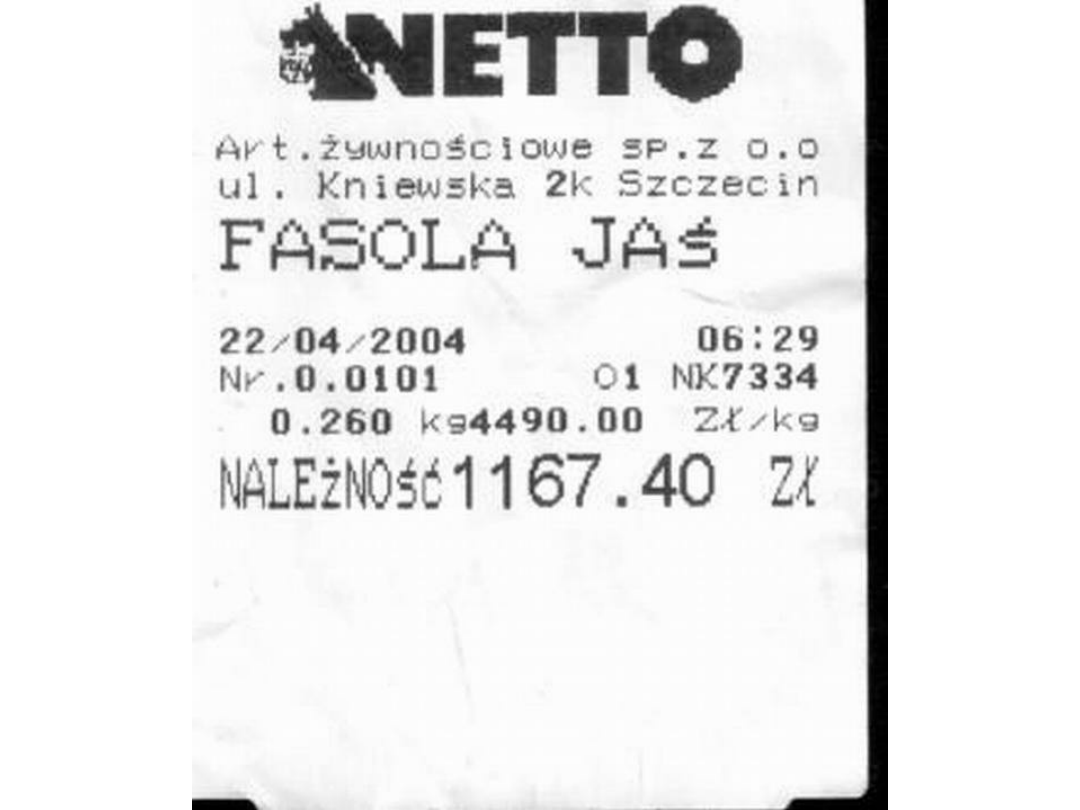 NETTO
Art.żywnościowe sp.z o.o
ul. Kniewska 2k Szczecin
FASOLA JAŚ
22/04/2004 06:29
Nr.0.0101 01 NK7334
0.260 kg4490.00 Zł/kg
NALEŻNOŚĆ1167.40 Zł